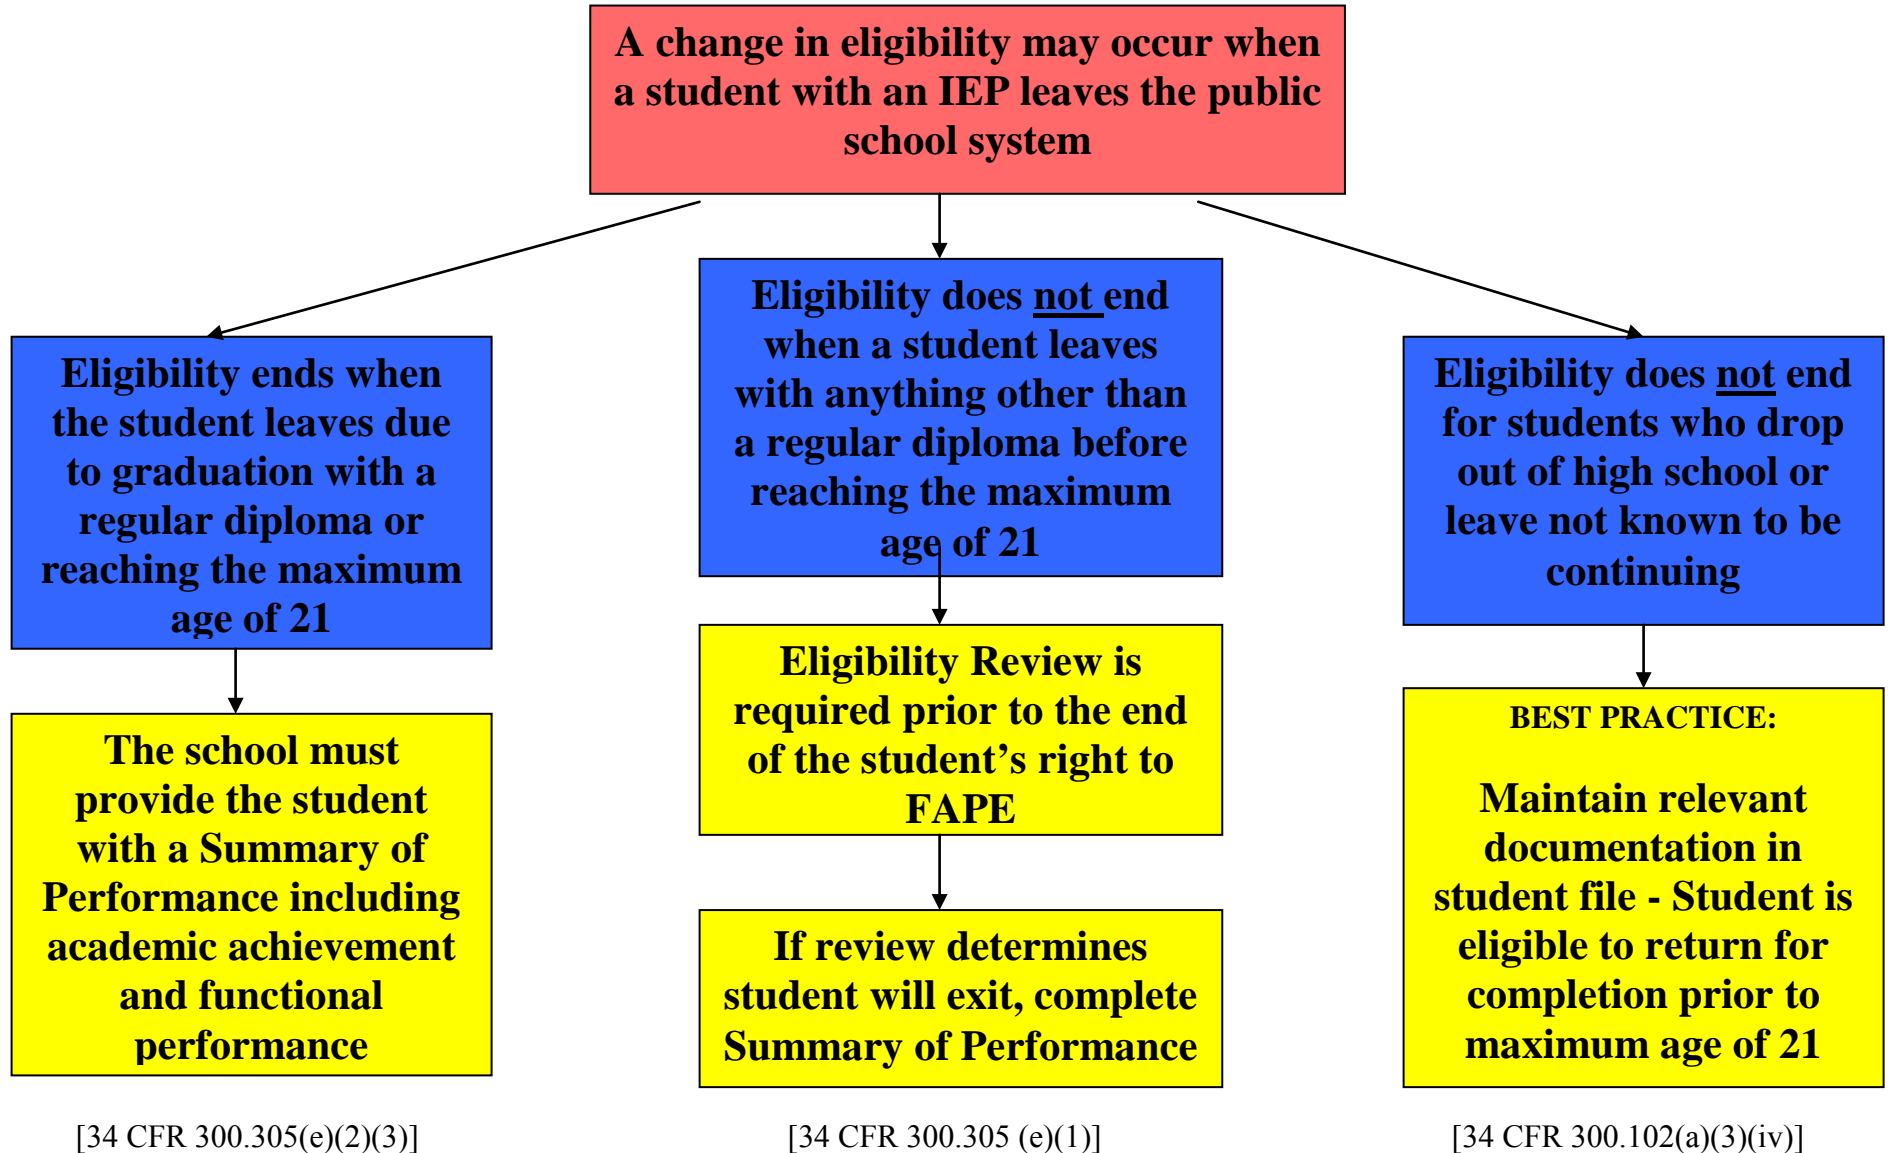 A change in eligibility may occur when
a student with an IEP leaves the public
school system
Eligibility ends when
the student leaves due
to graduation with a
regular diploma or
reaching the maximum
age of 21
The school must
provide the student
with a Summary of
Performance including
academic achievement
and functional
performance
[34 CFR 300.305(e)(2)(3)]
Eligibility does not end
when a student leaves
with anything other than
a regular diploma before
reaching the maximum
age of 21
Eligibility Review is
required prior to the end
of the student’s right to
FAPE
If review determines
student will exit, complete
Summary of Performance
[34 CFR 300.305 (e)(1)]
Eligibility does not end
for students who drop
out of high school or
leave not known to be
continuing
BEST PRACTICE:
Maintain relevant
documentation in
student file - Student is
eligible to return for
completion prior to
maximum age of 21
[34 CFR 300.102(a)(3)(iv)]